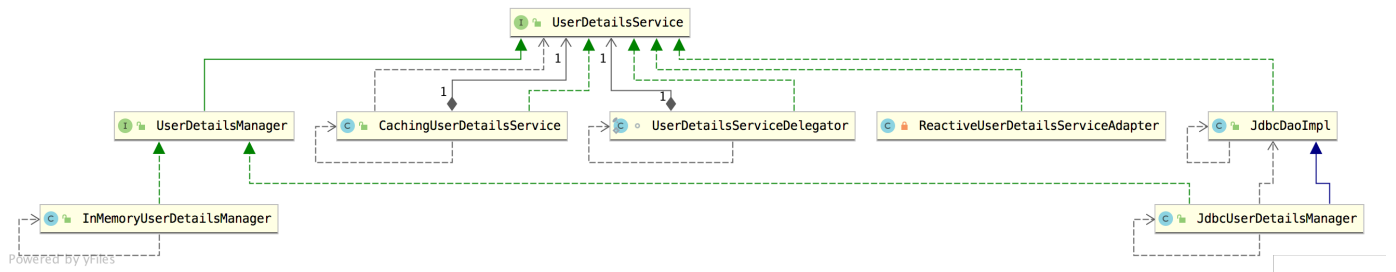 UserDetailsService
1
1
1
1
UserDetailsManager
CachingUserDetailsService
UserDetailsServiceDelegator
ReactiveUserDetailsServiceAdapter
JdbcDaoImpl
InMemoryUserDetailsManager
JdbcUserDetailsManager
Powered by yFiles